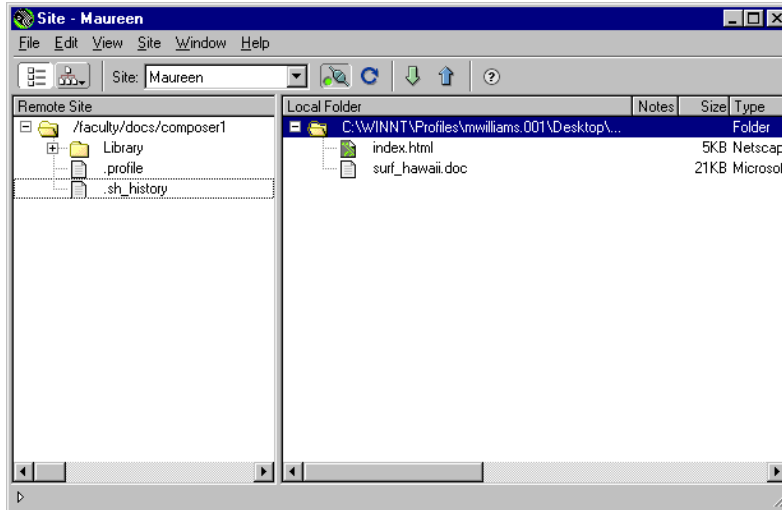 Site - Maureen
File Edit View Site Window Help
Site: Maureen
Remote Site
/faculty/docs/composer1
Library
.profile
.sh_history
Local Folder Notes Size Type
C:\WINNT\Profiles\mwilliams.001\Desktop\... Folder
index.html 5KB Netscap
surf_hawaii.doc 21KB Microsof